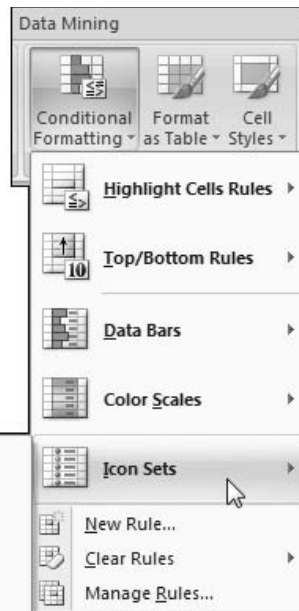 Data Mining
Conditional Formatting
Format as Table
Cell Styles
Highlight Cells Rules
Top/Bottom Rules
10
Data Bars
Color Scales
Icon Sets
New Rule...
Clear Rules
Manage Rules...